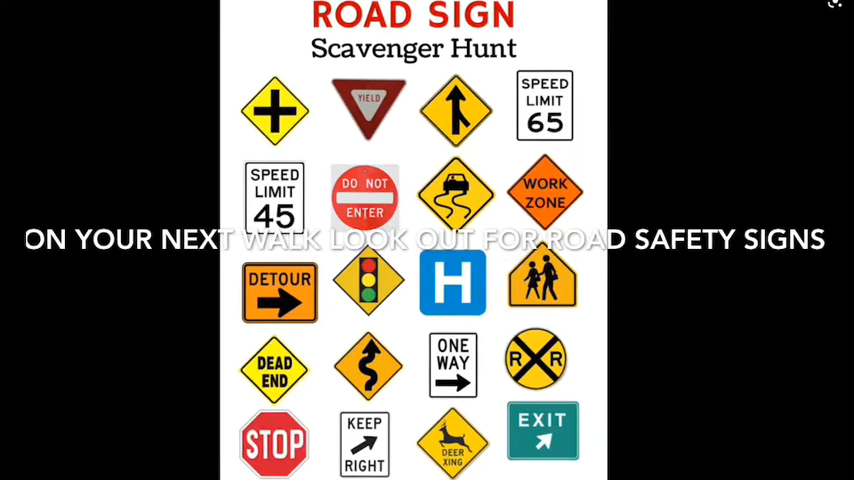 ROAD SIGN
Scavenger Hunt
YIELD
SPEED
LIMIT
65
SPEED
LIMIT
45
DO NOT
ENTER
WORK
ZONE
ON YOUR NEXT WALK LOOK OUT FOR ROAD SAFETY SIGNS
DETOUR
H
DEAD
END
ONE
WAY
R R
STOP
KEEP
RIGHT
DEER
XING
EXIT